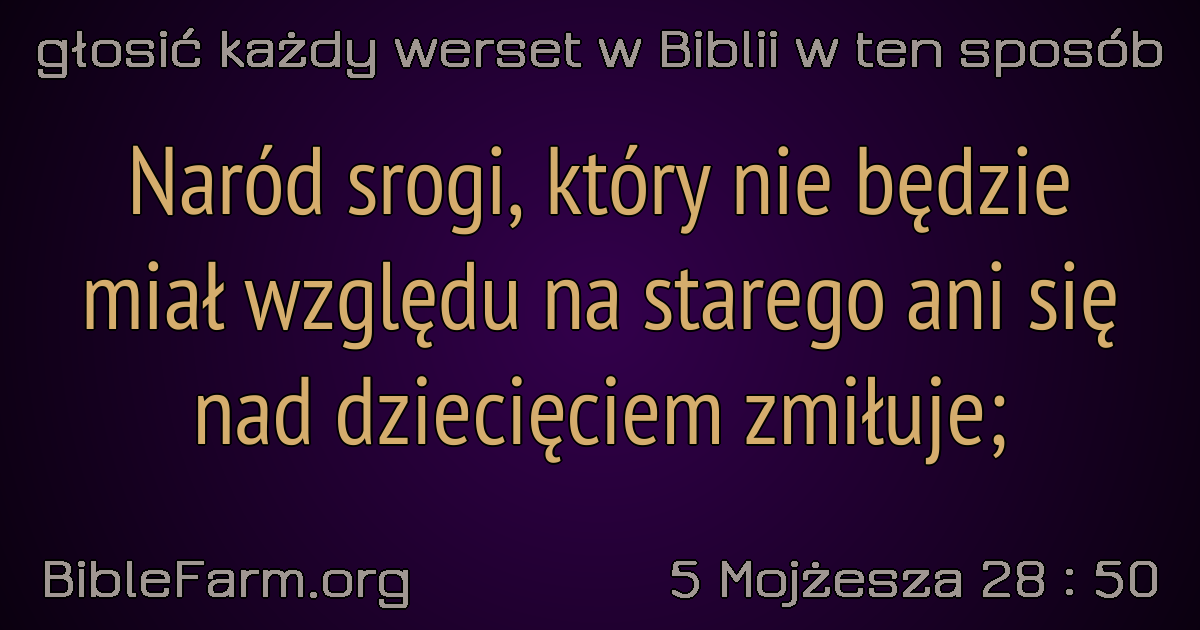 głosić każdy werset w Biblii w ten sposób
Naród srogi, który nie będzie
miał względu na starego ani się
nad dziecięciem zmiłuje;
BibleFarm.org
5 Mojżesza 28 : 50